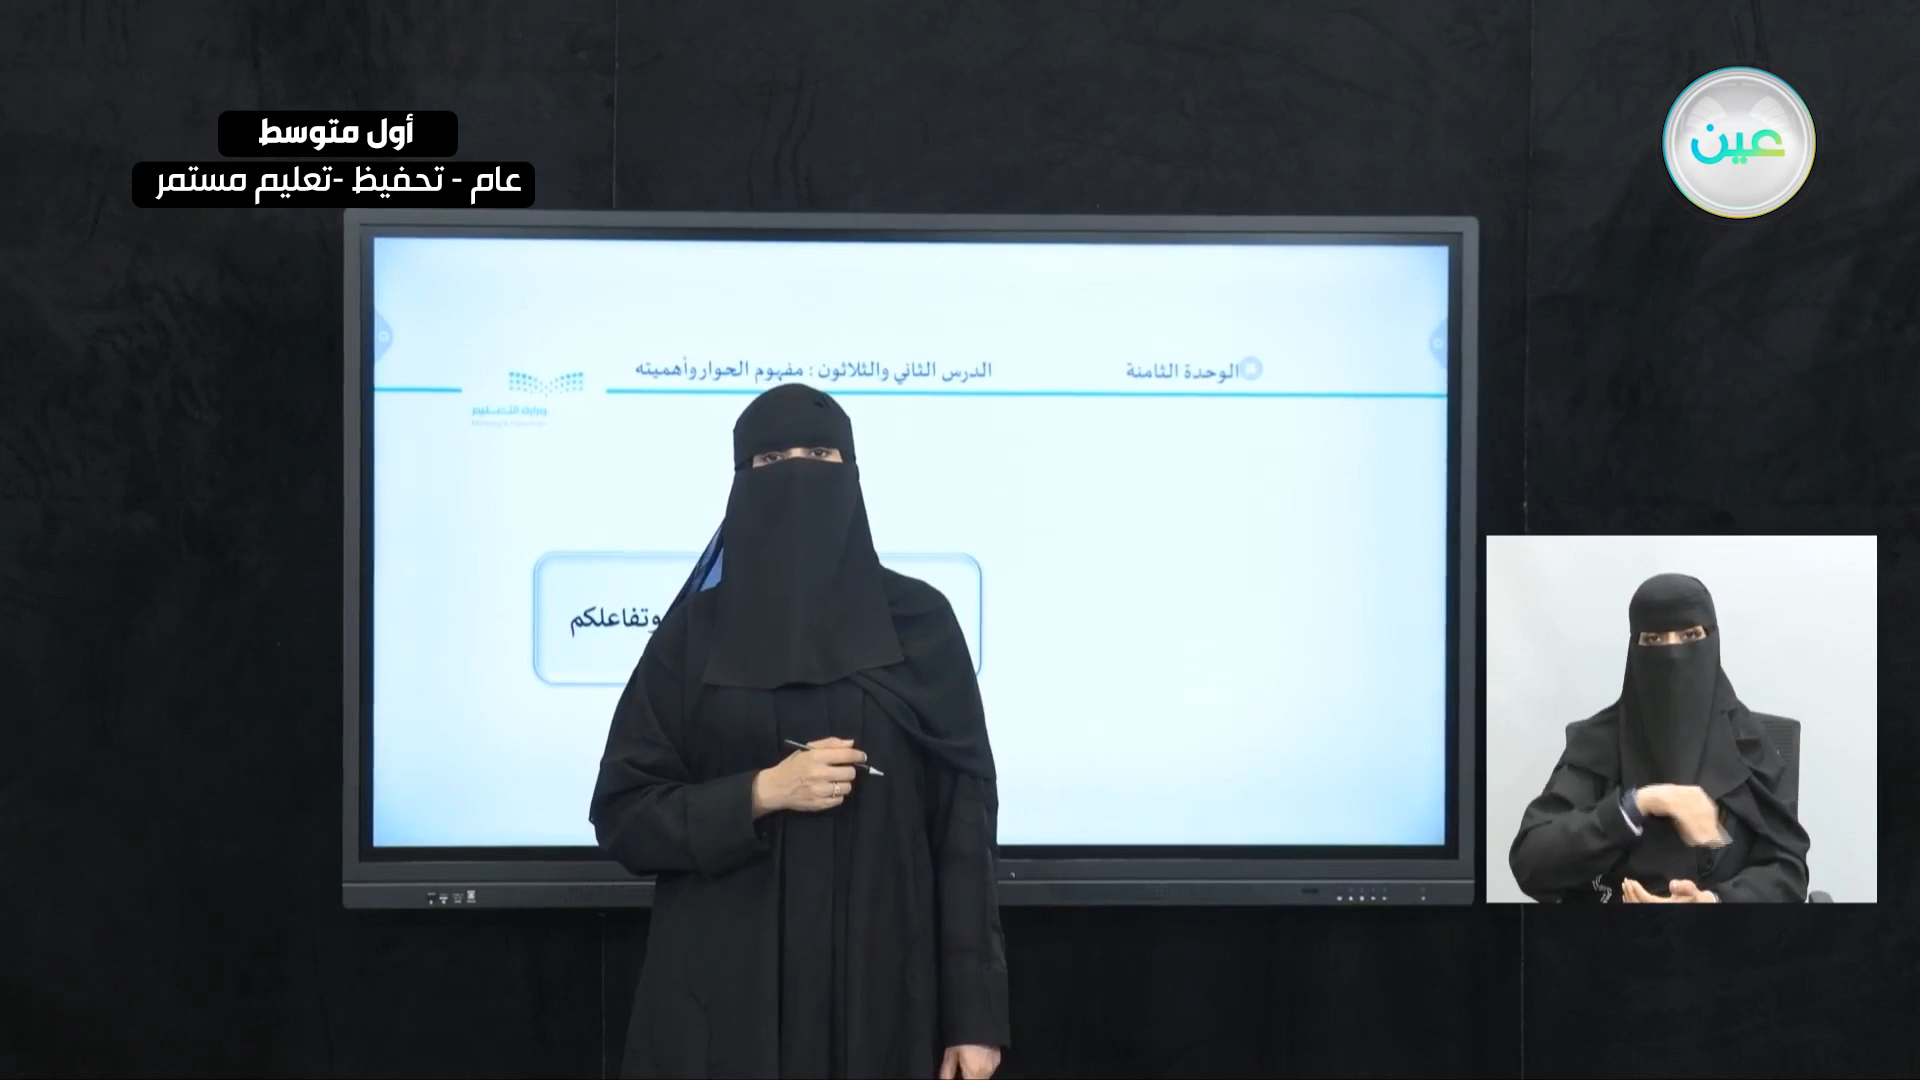 أول متوسط
عام - تحفيظ -تعليم مستمر
عين
الوحدة الثامنة
الدرس الثاني والثلاثون : مفهوم الحوار وأهميته
وزارة التعليم
وتفاعلكم